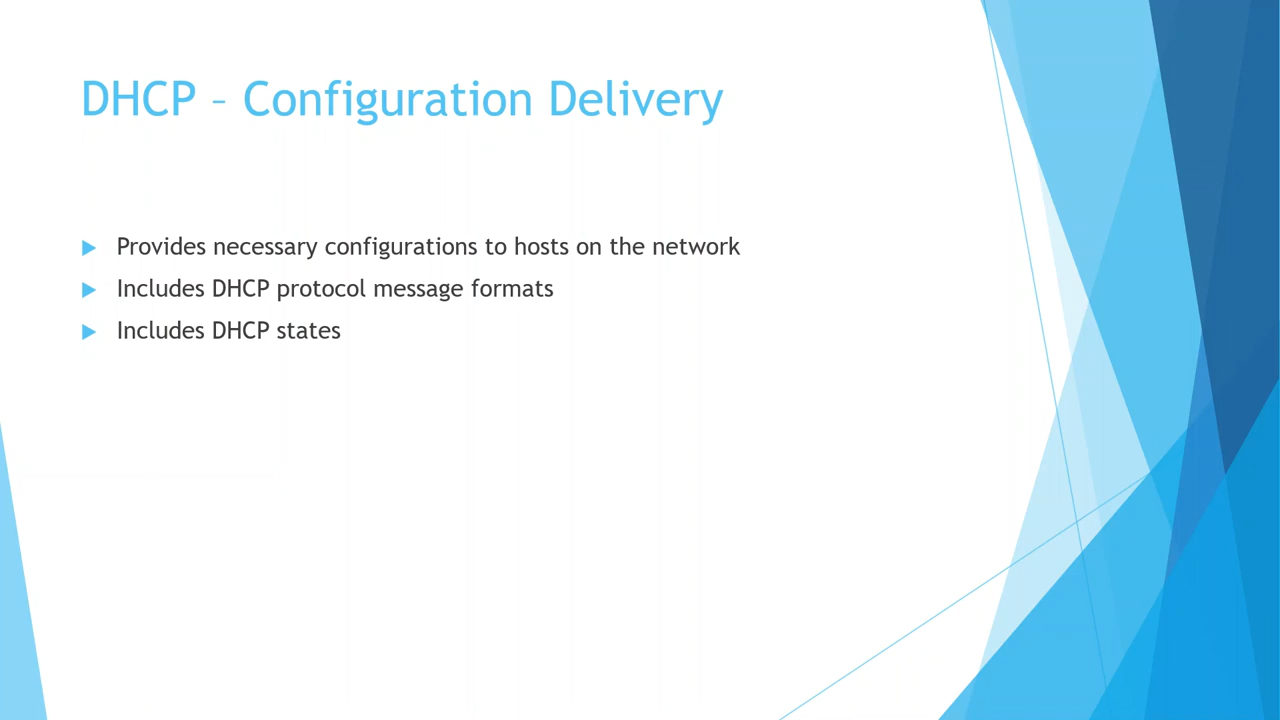 DHCP – Configuration Delivery
Provides necessary configurations to hosts on the network
Includes DHCP protocol message formats
Includes DHCP states